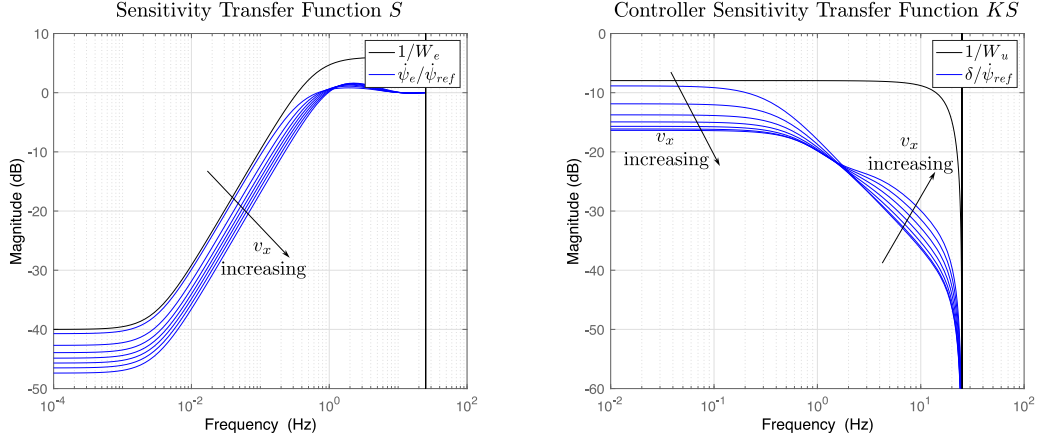 Sensitivity Transfer Function S
10
0
-10
-20
-30
-40
-50
Magnitude (dB)
10^-4
10^-2
10^0
10^2
Frequency (Hz)
1/W_e
ψ̇_e/ψ̇_ref
v_x
increasing
Controller Sensitivity Transfer Function KS
0
-10
-20
-30
-40
-50
-60
Magnitude (dB)
10^-2
10^-1
10^0
10^1
10^2
Frequency (Hz)
1/W_u
δ/ψ̇_ref
v_x
increasing
v_x
increasing